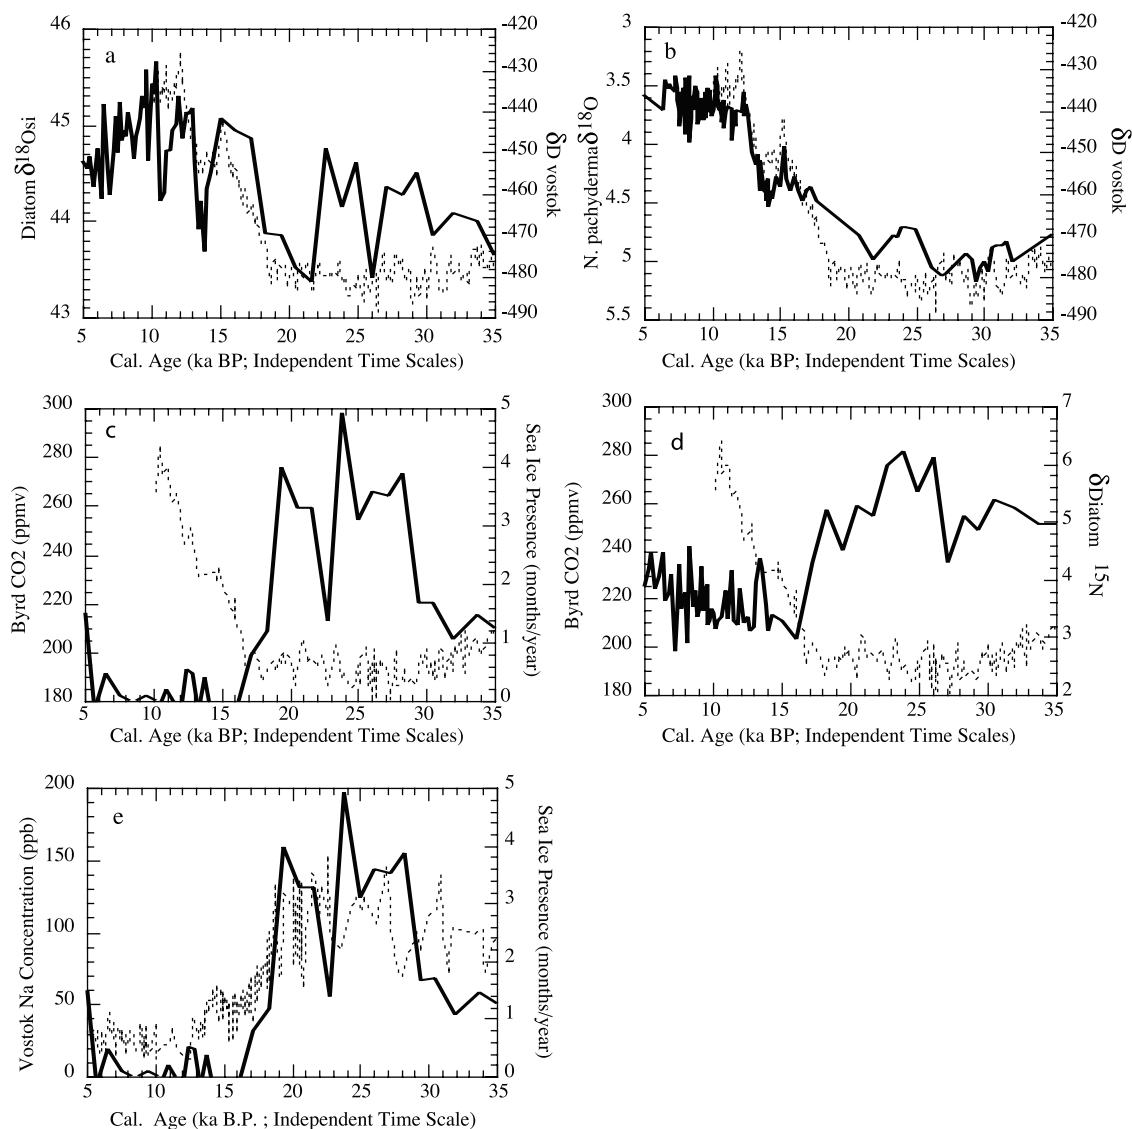 46
45
44
43
Diatom δ18Osi
a
-420
-430
-440
-450
-460
-470
-480
-490
δD vostok
5 10 15 20 25 30 35
Cal. Age (ka BP; Independent Time Scales)
3
3.5
4
4.5
5
5.5
N. pachyderma δ18O
b
-420
-430
-440
-450
-460
-470
-480
-490
δD vostok
5 10 15 20 25 30 35
Cal. Age (ka BP; Independent Time Scales)
300
280
260
240
220
200
180
Byrd CO2 (ppmv)
c
5
4
3
2
1
0
Sea Ice Presence (months/year)
5 10 15 20 25 30 35
Cal. Age (ka BP; Independent Time Scales)
300
280
260
240
220
200
180
Byrd CO2 (ddmv)
d
7
6
5
4
3
2
δDiatom 15N
5 10 15 20 25 30 35
Cal. Age (ka BP; Independent Time Scales)
200
150
100
50
0
Vostok Na Concentration (ppb)
e
5
4
3
2
1
0
Sea Ice Presence (months/year)
5 10 15 20 25 30 35
Cal. Age (ka B.P. ; Independent Time Scale)